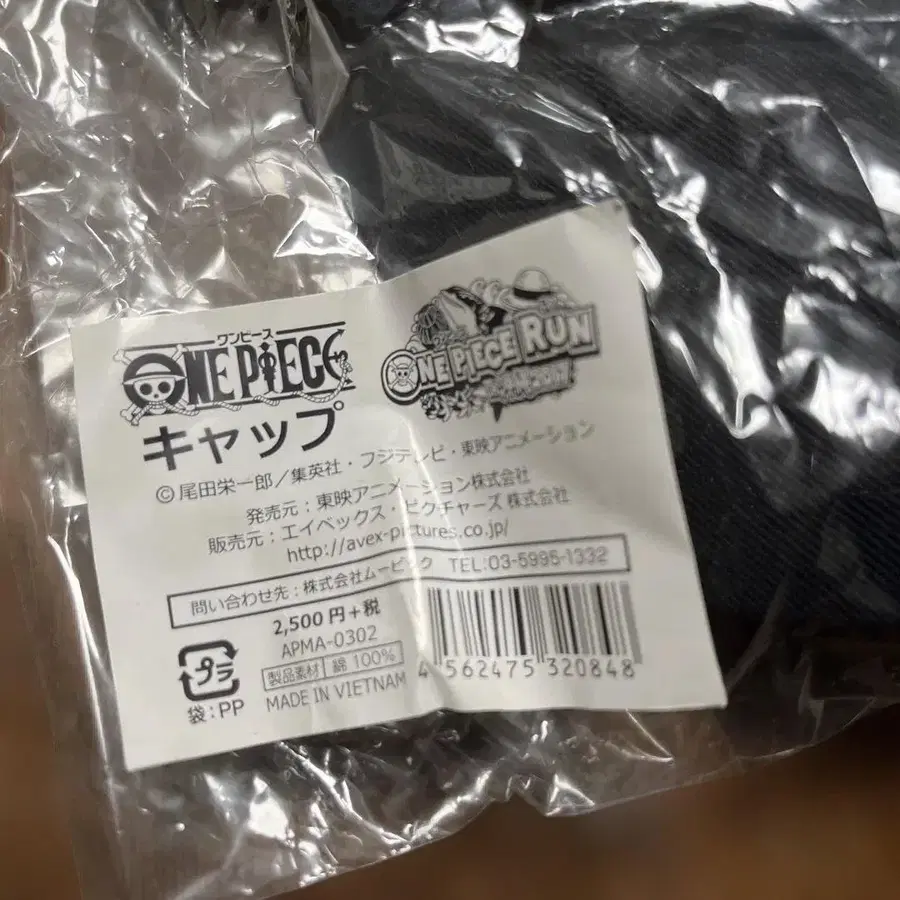 ワンピース
ONE PIECE
ONE PIECE RUN
キャップ
©尾田栄一郎／集英社・フジテレビ・東映アニメーション
発売元：東映アニメーション株式会社
販売元：エイベックス・ピクチャーズ 株式会社
http://avex-pictures.co.jp/
問い合わせ先：株式会社ムービック TEL:03-5995-1332
2,500円+税
APMA-0302
製品素材 綿 100%
MADE IN VIETNAM
プラ
袋：PP
4 562475 320848